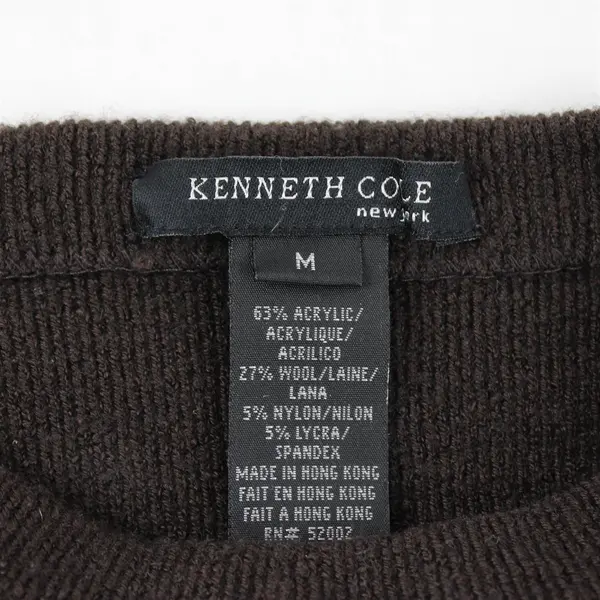 KENNETH COLE
new york
M
63% ACRYLIC/
ACRYLIQUE/
ACRILICO
27% WOOL/LAINE/
LANA
5% NYLON/NILON
5% LYCRA/
SPANDEX
MADE IN HONG KONG
FAIT EN HONG KONG
FAIT A HONG KONG
RN# 52002